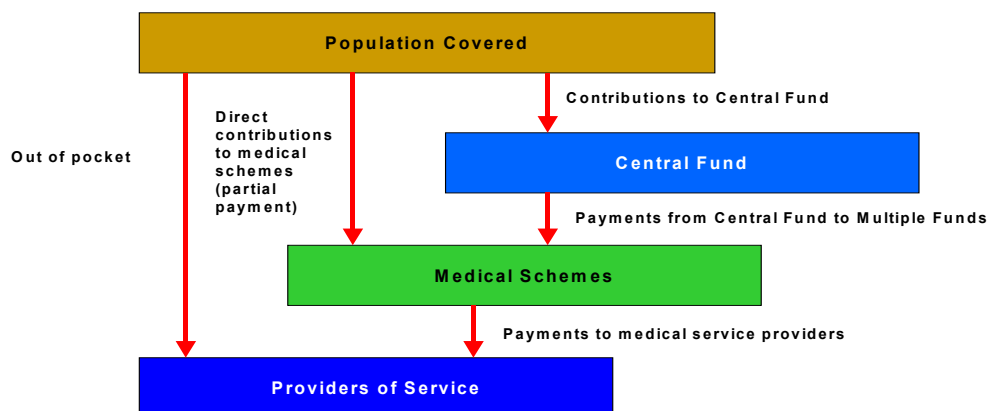 Population Covered
Contributions to Central Fund
Direct
contributions
to medical
schemes
(partial
payment)
Out of pocket
Central Fund
Payments from Central Fund to Multiple Funds
Medical Schemes
Payments to medical service providers
Providers of Service